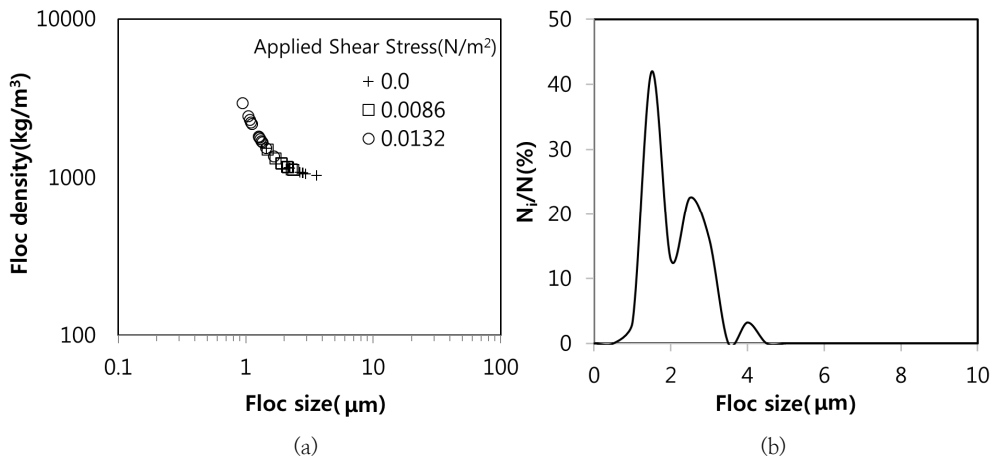 10000
1000
100
Floc density(kg/m³)
Applied Shear Stress(N/m²)
+ 0.0
□ 0.0086
○ 0.0132
0.1 1 10 100
Floc size(μm)
(a)
50
40
30
20
10
0
Nᵢ/N(%)
0 2 4 6 8 10
Floc size(μm)
(b)